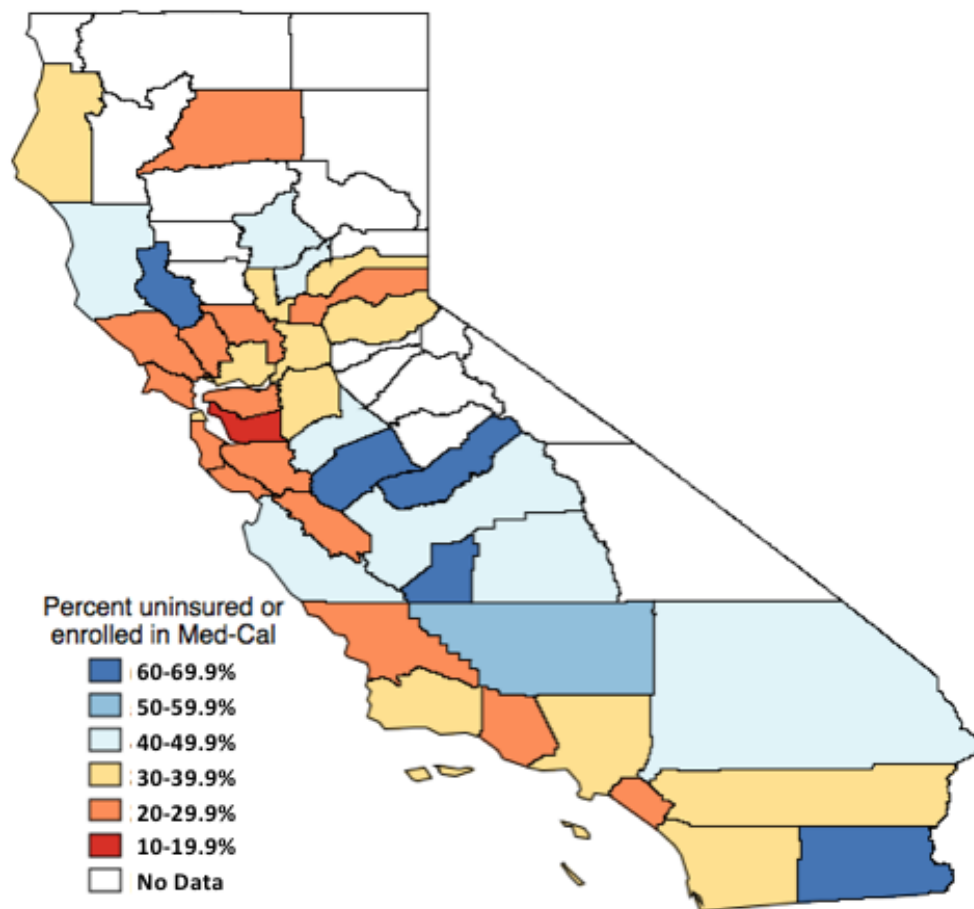 Percent uninsured or
enrolled in Med-Cal
60-69.9%
50-59.9%
40-49.9%
30-39.9%
20-29.9%
10-19.9%
No Data